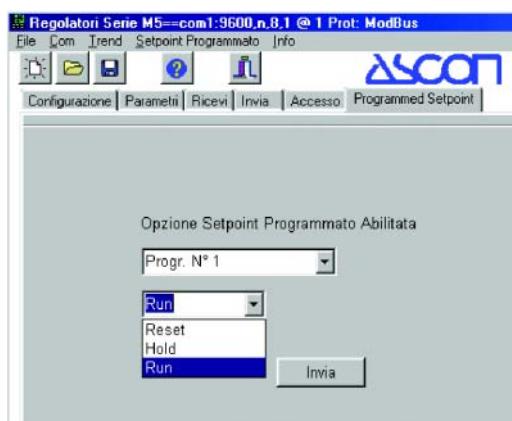 Regolatori Serie M5==com1:9600,n,8,1 @ 1 Prot: ModBus
File Com Trend Setpoint Programmato Info
ASCON
Configurazione Parametri Ricevi Invia Accesso Programmed Setpoint
Opzione Setpoint Programmato Abilitata
Progr. N° 1
Run
Reset
Hold
Run
Invia